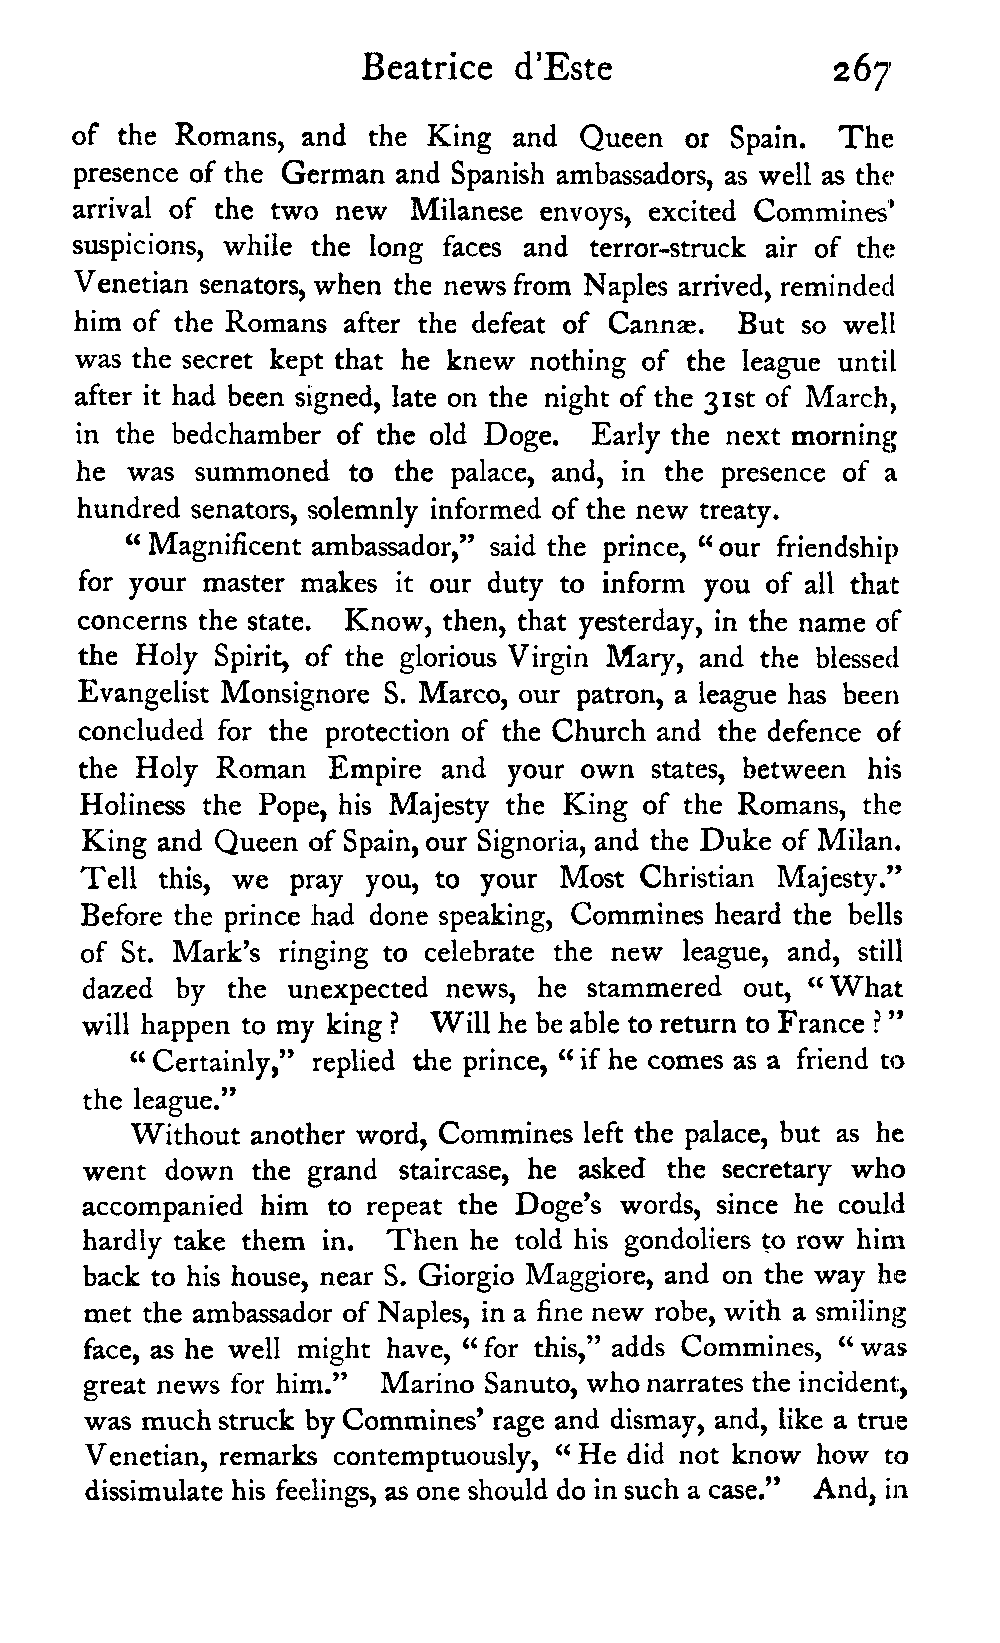 Beatrice d'Este 267
of the Romans, and the King and Queen or Spain. The
presence of the German and Spanish ambassadors, as well as the
arrival of the two new Milanese envoys, excited Commines'
suspicions, while the long faces and terror-struck air of the
Venetian senators, when the news from Naples arrived, reminded
him of the Romans after the defeat of Cannæ. But so well
was the secret kept that he knew nothing of the league until
after it had been signed, late on the night of the 31st of March,
in the bedchamber of the old Doge. Early the next morning
he was summoned to the palace, and, in the presence of a
hundred senators, solemnly informed of the new treaty.
"Magnificent ambassador," said the prince, "our friendship
for your master makes it our duty to inform you of all that
concerns the state. Know, then, that yesterday, in the name of
the Holy Spirit, of the glorious Virgin Mary, and the blessed
Evangelist Monsignore S. Marco, our patron, a league has been
concluded for the protection of the Church and the defence of
the Holy Roman Empire and your own states, between his
Holiness the Pope, his Majesty the King of the Romans, the
King and Queen of Spain, our Signoria, and the Duke of Milan.
Tell this, we pray you, to your Most Christian Majesty."
Before the prince had done speaking, Commines heard the bells
of St. Mark's ringing to celebrate the new league, and, still
dazed by the unexpected news, he stammered out, "What
will happen to my king? Will he be able to return to France?"
"Certainly," replied the prince, "if he comes as a friend to
the league."
Without another word, Commines left the palace, but as he
went down the grand staircase, he asked the secretary who
accompanied him to repeat the Doge's words, since he could
hardly take them in. Then he told his gondoliers to row him
back to his house, near S. Giorgio Maggiore, and on the way he
met the ambassador of Naples, in a fine new robe, with a smiling
face, as he well might have, "for this," adds Commines, "was
great news for him." Marino Sanuto, who narrates the incident,
was much struck by Commines' rage and dismay, and, like a true
Venetian, remarks contemptuously, "He did not know how to
dissimulate his feelings, as one should do in such a case." And, in